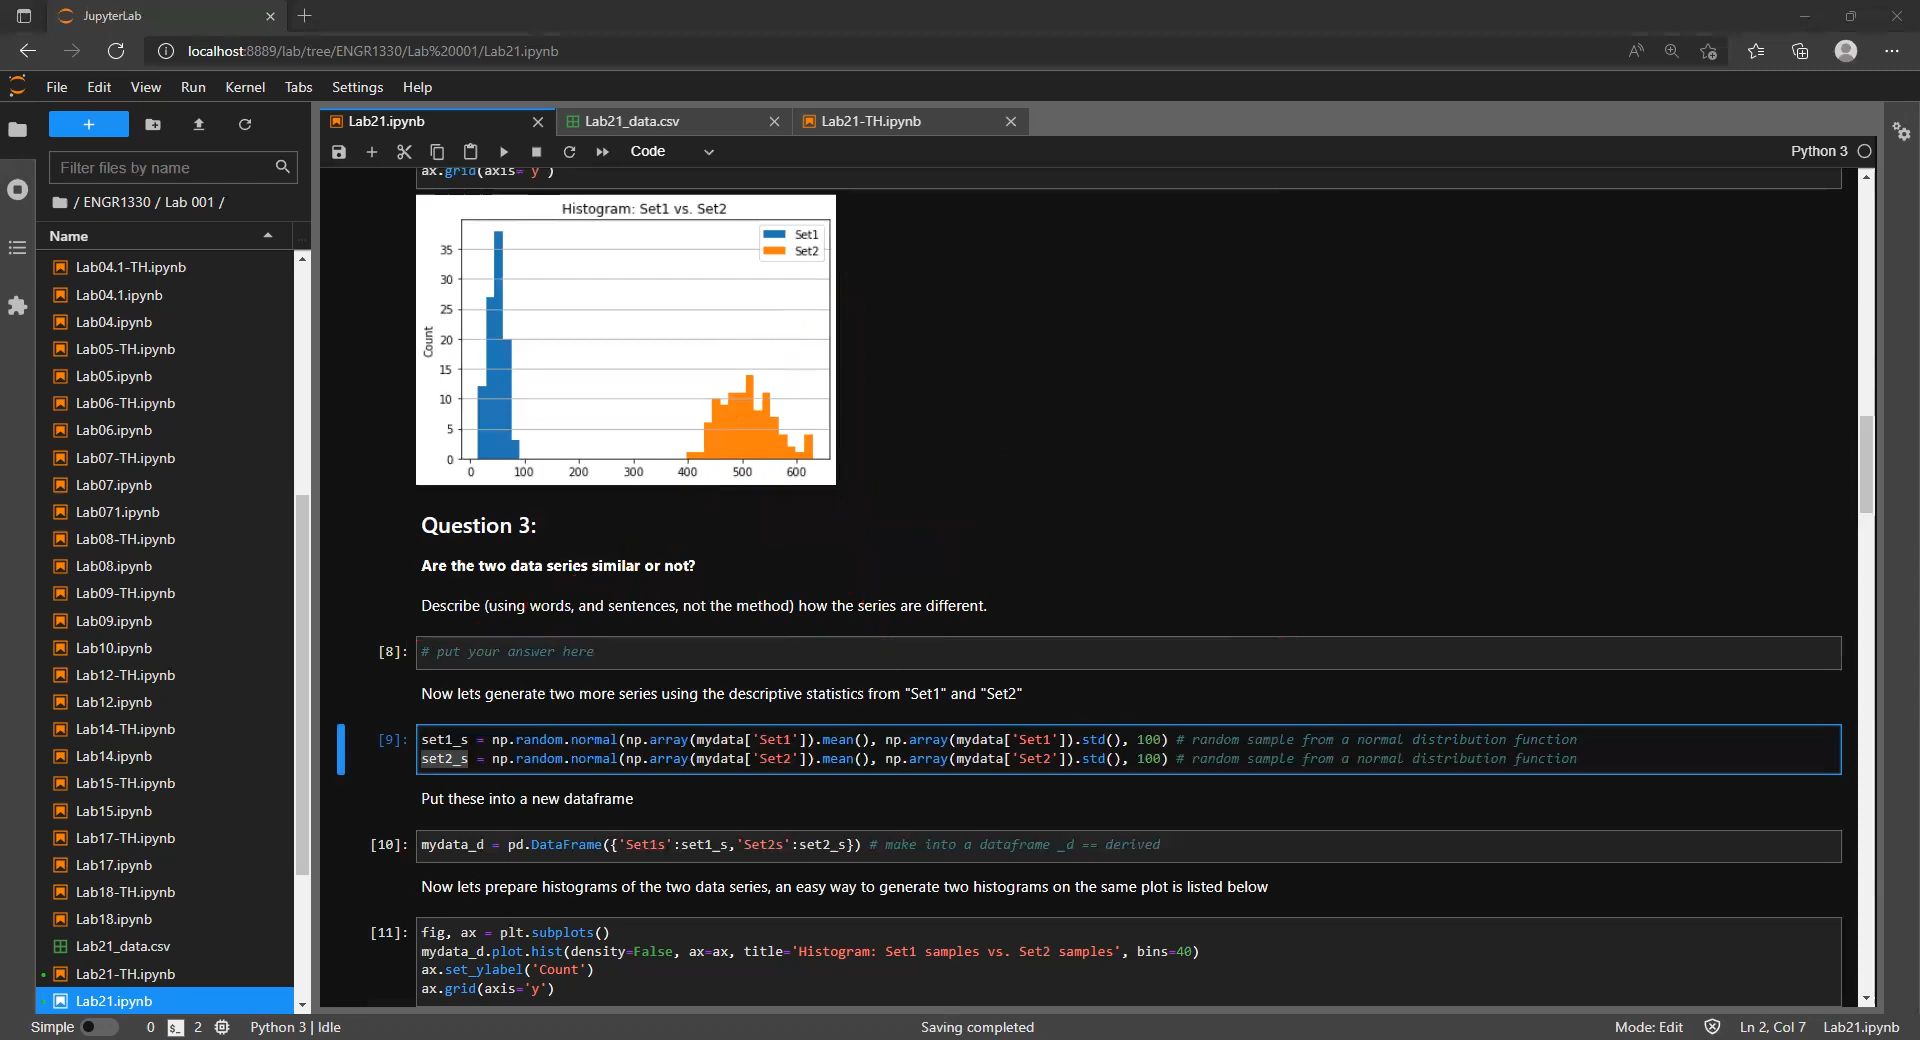 JupyterLab
localhost:8889/lab/tree/ENGR1330/Lab%20001/Lab21.ipynb
File Edit View Run Kernel Tabs Settings Help
Filter files by name
/ ENGR1330 / Lab 001 /
Name
Lab04.1-TH.ipynb
Lab04.1.ipynb
Lab04.ipynb
Lab05-TH.ipynb
Lab05.ipynb
Lab06-TH.ipynb
Lab06.ipynb
Lab07-TH.ipynb
Lab07.ipynb
Lab071.ipynb
Lab08-TH.ipynb
Lab08.ipynb
Lab09-TH.ipynb
Lab09.ipynb
Lab10.ipynb
Lab12-TH.ipynb
Lab12.ipynb
Lab14-TH.ipynb
Lab14.ipynb
Lab15-TH.ipynb
Lab15.ipynb
Lab17-TH.ipynb
Lab17.ipynb
Lab18-TH.ipynb
Lab18.ipynb
Lab21_data.csv
Lab21-TH.ipynb
Lab21.ipynb
Lab21.ipynb Lab21_data.csv Lab21-TH.ipynb
Code Python 3
ax.grid(axis='y')
Histogram: Set1 vs. Set2
Set1
Set2
Count
35
30
25
20
15
10
5
0
0 100 200 300 400 500 600
Question 3:
Are the two data series similar or not?
Describe (using words, and sentences, not the method) how the series are different.
[8]: # put your answer here
Now lets generate two more series using the descriptive statistics from "Set1" and "Set2"
[9]: set1_s = np.random.normal(np.array(mydata['Set1']).mean(), np.array(mydata['Set1']).std(), 100) # random sample from a normal distribution function
set2_s = np.random.normal(np.array(mydata['Set2']).mean(), np.array(mydata['Set2']).std(), 100) # random sample from a normal distribution function
Put these into a new dataframe
[10]: mydata_d = pd.DataFrame({'Set1s':set1_s,'Set2s':set2_s}) # make into a dataframe _d == derived
Now lets prepare histograms of the two data series, an easy way to generate two histograms on the same plot is listed below
[11]: fig, ax = plt.subplots()
mydata_d.plot.hist(density=False, ax=ax, title='Histogram: Set1 samples vs. Set2 samples', bins=40)
ax.set_ylabel('Count')
ax.grid(axis='y')
Simple 0 2 Python 3 | Idle Saving completed Mode: Edit Ln 2, Col 7 Lab21.ipynb